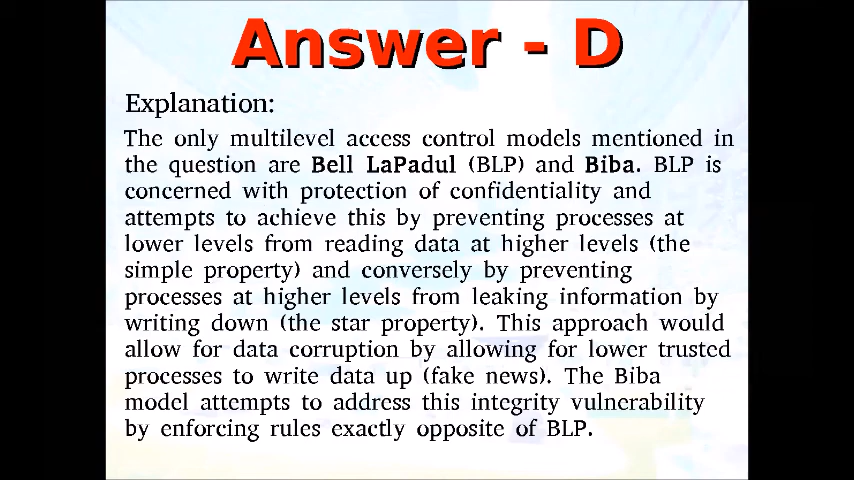 Answer - D
Explanation:
The only multilevel access control models mentioned in
the question are Bell LaPadul (BLP) and Biba. BLP is
concerned with protection of confidentiality and
attempts to achieve this by preventing processes at
lower levels from reading data at higher levels (the
simple property) and conversely by preventing
processes at higher levels from leaking information by
writing down (the star property). This approach would
allow for data corruption by allowing for lower trusted
processes to write data up (fake news). The Biba
model attempts to address this integrity vulnerability
by enforcing rules exactly opposite of BLP.